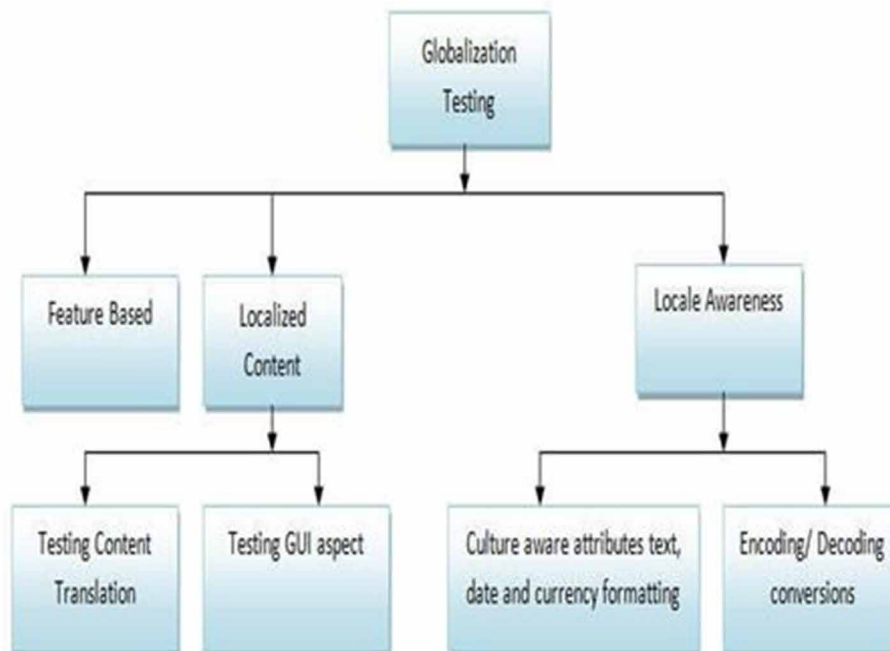 Globalization
Testing
Feature Based
Localized
Content
Locale Awareness
Testing Content
Translation
Testing GUI aspect
Culture aware attributes text,
date and currency formatting
Encoding/ Decoding
conversions